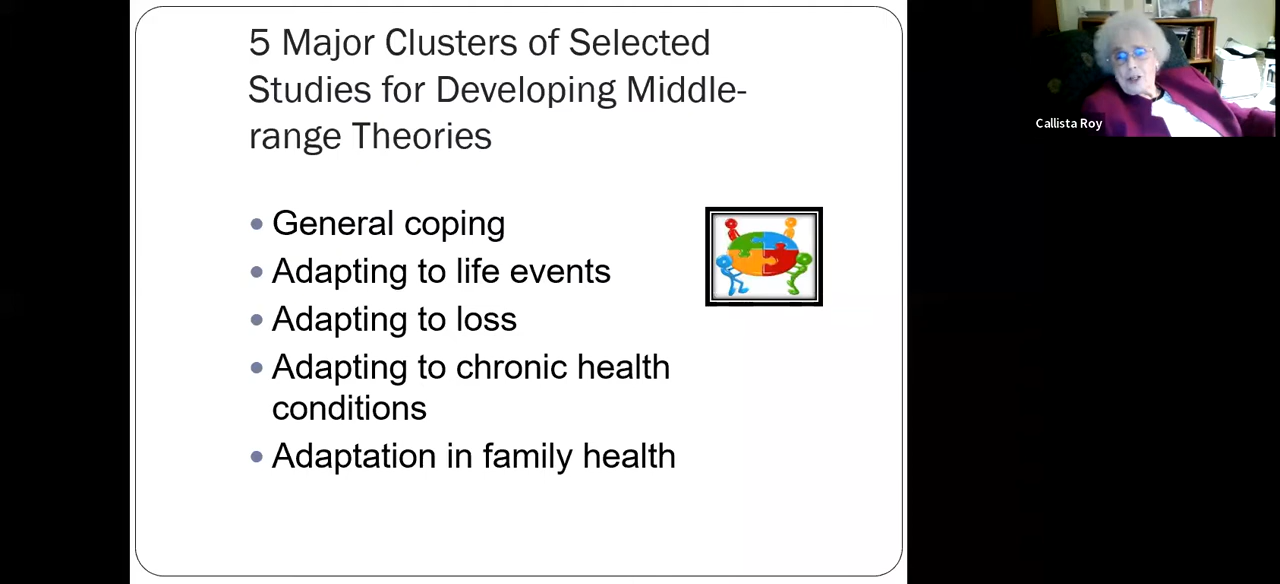 5 Major Clusters of Selected
Studies for Developing Middle-
range Theories
• General coping
• Adapting to life events
• Adapting to loss
• Adapting to chronic health
conditions
• Adaptation in family health
Callista Roy